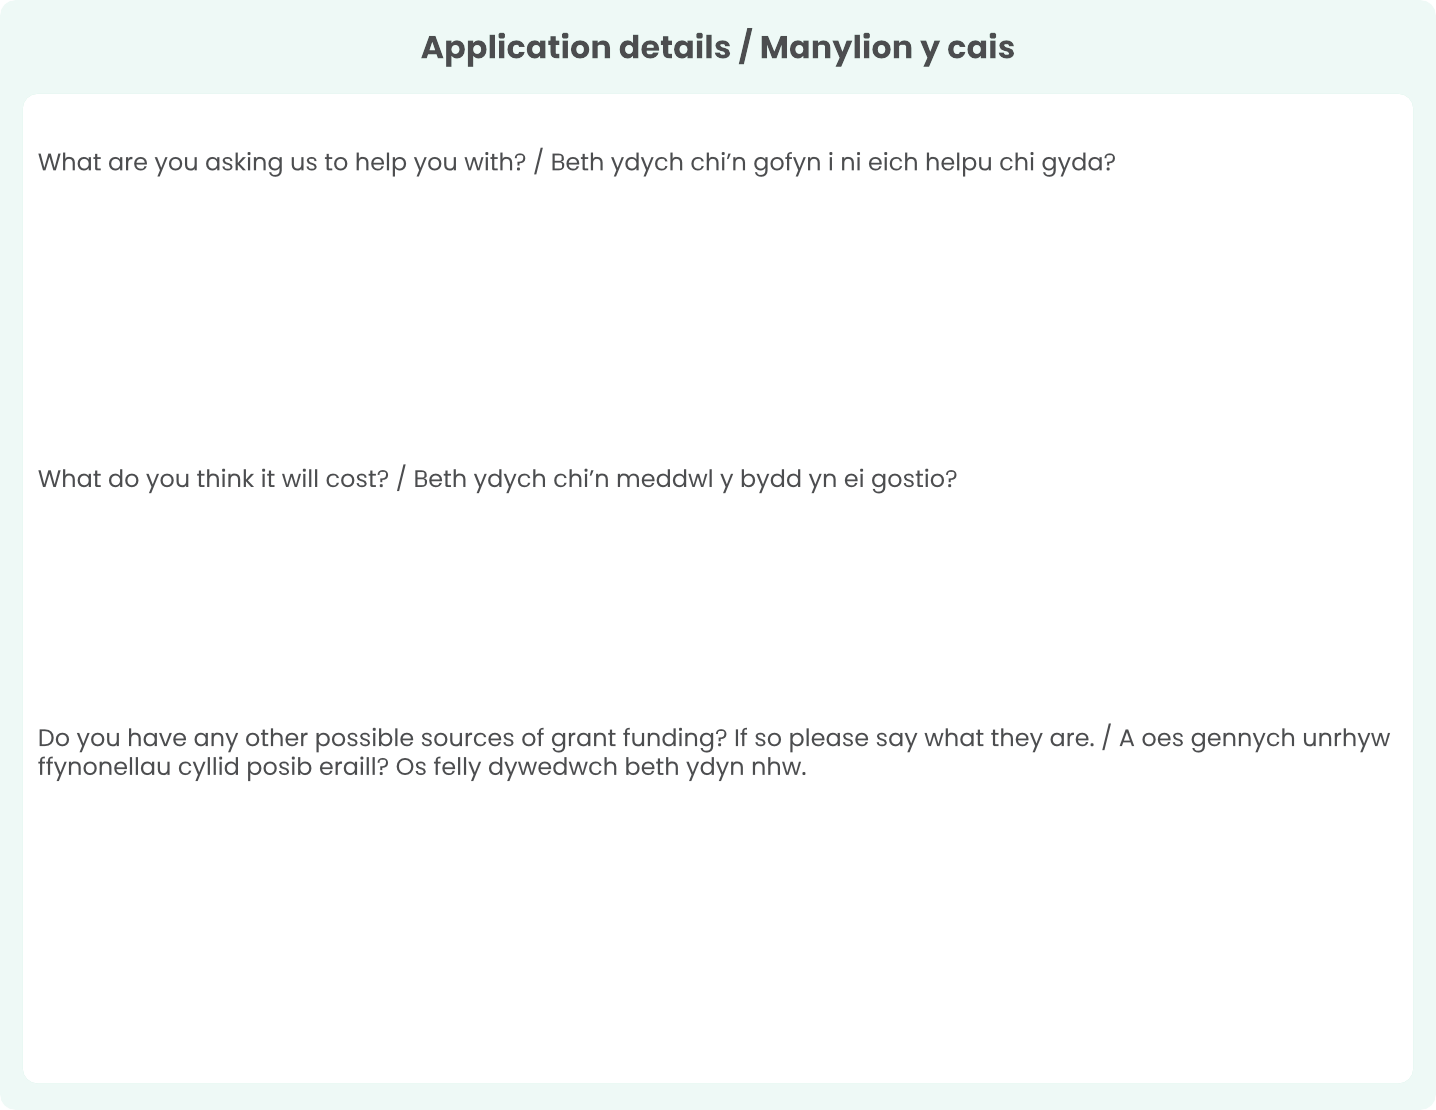 Application details / Manylion y cais
What are you asking us to help you with? / Beth ydych chi’n gofyn i ni eich helpu chi gyda?
What do you think it will cost? / Beth ydych chi’n meddwl y bydd yn ei gostio?
Do you have any other possible sources of grant funding? If so please say what they are. / A oes gennych unrhyw
ffynonellau cyllid posib eraill? Os felly dywedwch beth ydyn nhw.